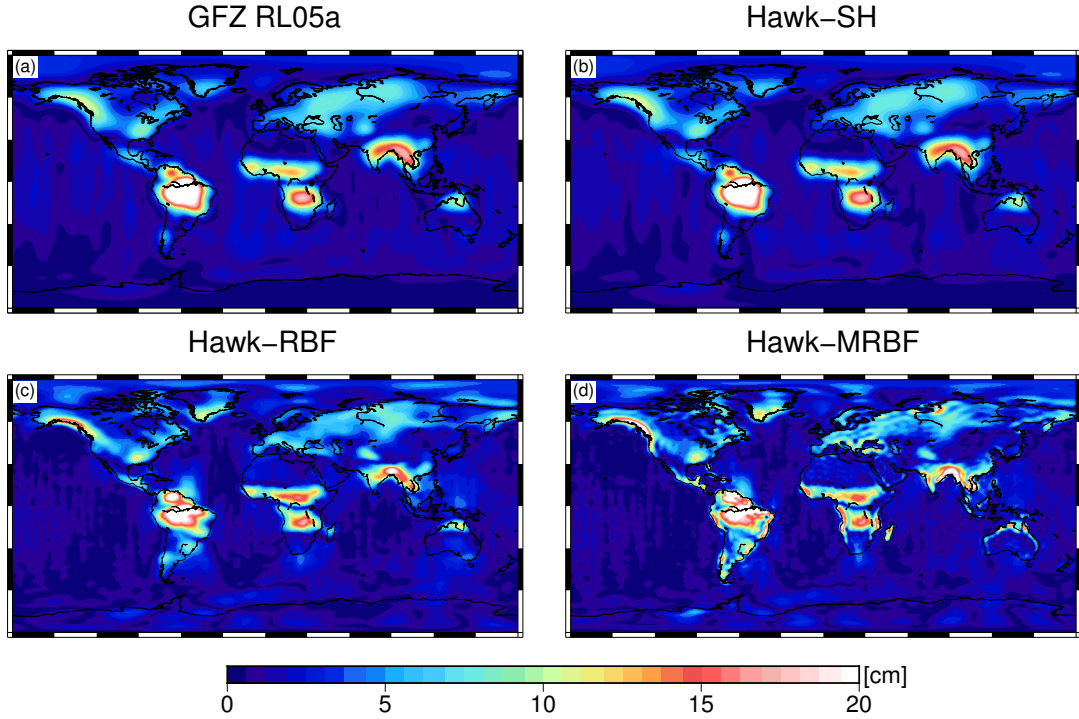 GFZ RL05a
Hawk−SH
(a)
(b)
Hawk−RBF
Hawk−MRBF
(c)
(d)
[cm]
0 5 10 15 20